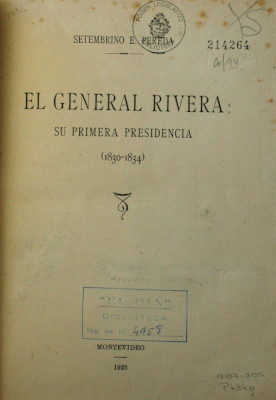 SETEMBRINO E. PEREDA
214264
EL GENERAL RIVERA:
SU PRIMERA PRESIDENCIA
(1830-1834)
BIBLIOTECA
4958
MONTEVIDEO
1925